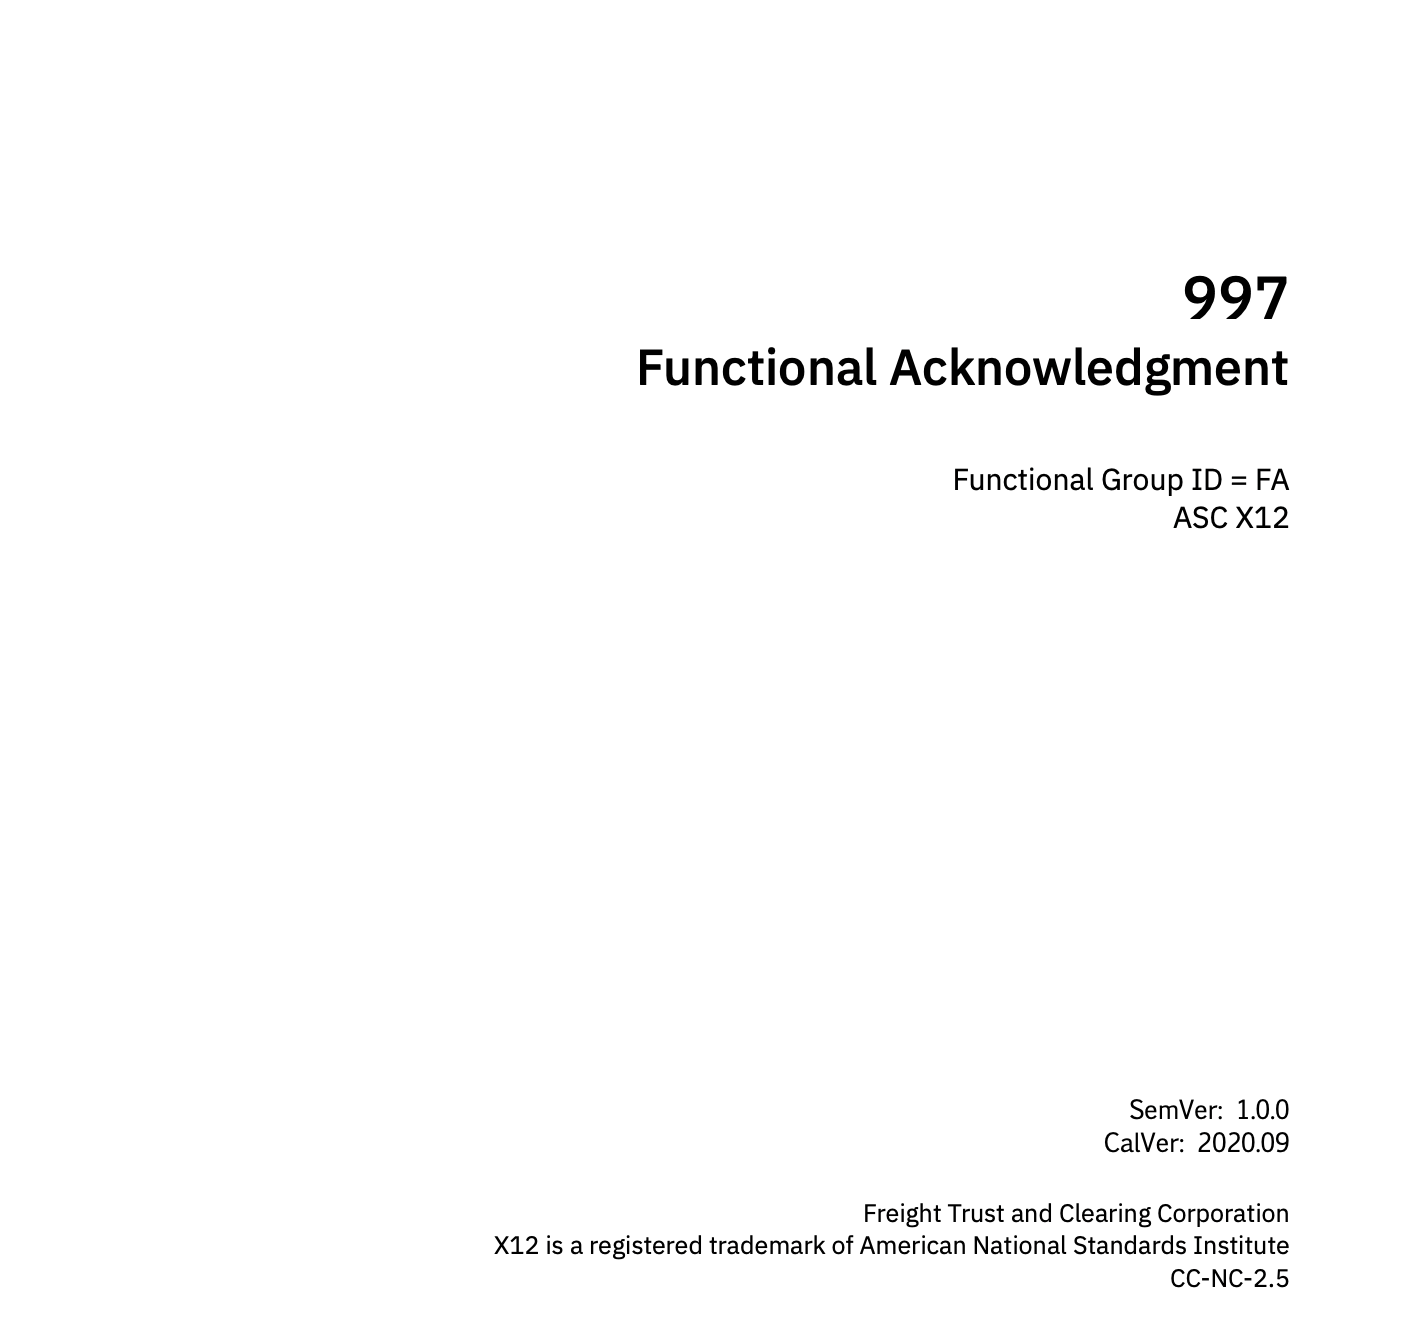 997
Functional Acknowledgment
Functional Group ID = FA
ASC X12
SemVer: 1.0.0
CalVer: 2020.09
Freight Trust and Clearing Corporation
X12 is a registered trademark of American National Standards Institute
CC-NC-2.5